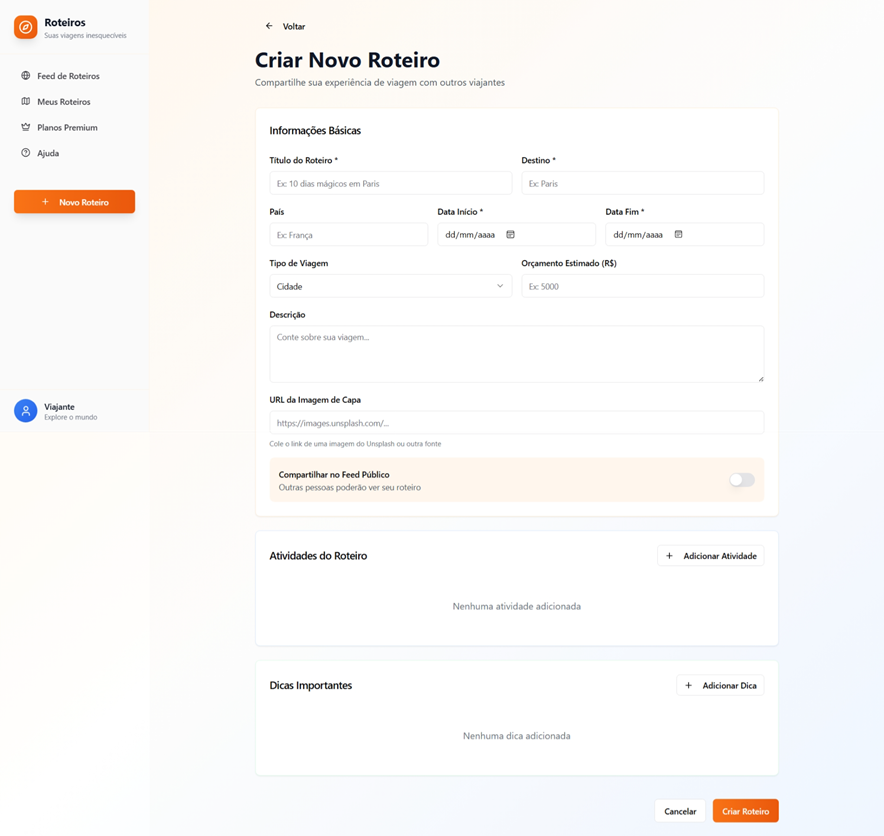 Roteiros
Suas viagens inesquecíveis
Feed de Roteiros
Meus Roteiros
Planos Premium
Ajuda
+ Novo Roteiro
Viajante
Explore o mundo
← Voltar
Criar Novo Roteiro
Compartilhe sua experiência de viagem com outros viajantes
Informações Básicas
Título do Roteiro * Destino *
Ex: 10 dias mágicos em Paris Ex: Paris
País Data Início * Data Fim *
Ex: França dd/mm/aaaa dd/mm/aaaa
Tipo de Viagem Orçamento Estimado (R$)
Cidade Ex: 5000
Descrição
Conte sobre sua viagem...
URL da Imagem de Capa
https://images.unsplash.com/...
Cole o link de uma imagem do Unsplash ou outra fonte
Compartilhar no Feed Público
Outras pessoas poderão ver seu roteiro
Atividades do Roteiro + Adicionar Atividade
Nenhuma atividade adicionada
Dicas Importantes + Adicionar Dica
Nenhuma dica adicionada
Cancelar Criar Roteiro